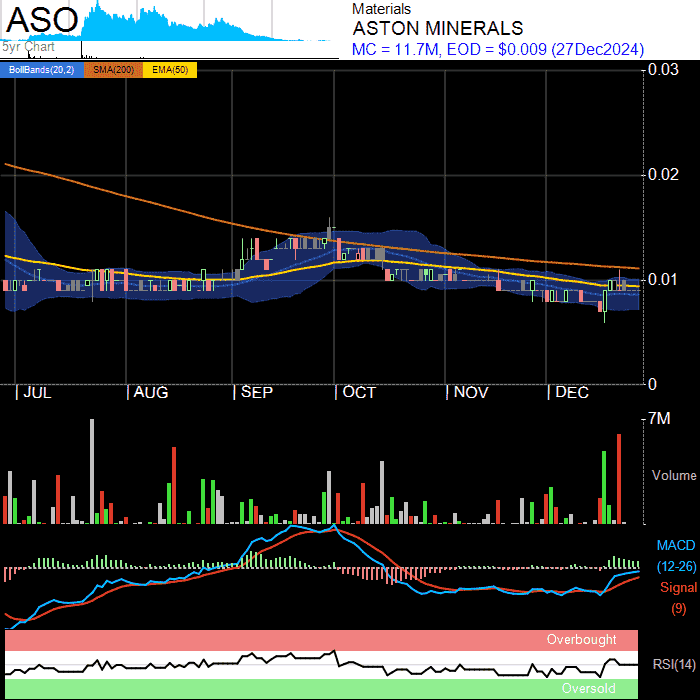 ASO
5yr Chart
Materials
ASTON MINERALS
MC = 11.7M, EOD = $0.009 (27Dec2024)
BollBands(20,2) SMA(200) EMA(50)
0.03
0.02
0.01
0
JUL AUG SEP OCT NOV DEC
7M
Volume
MACD
(12-26)
Signal
(9)
Overbought
RSI(14)
Oversold